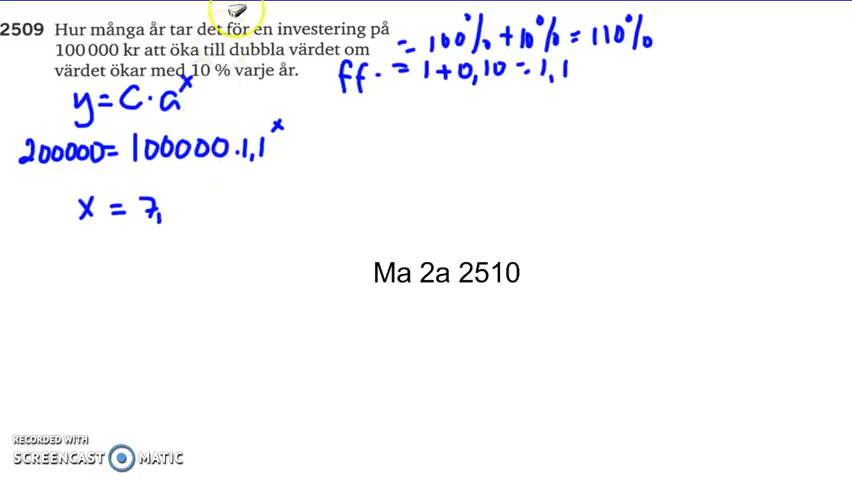 2509 Hur många år tar det för en investering på
100 000 kr att öka till dubbla värdet om
värdet ökar med 10 % varje år.
= 100% + 10% = 110%
ff. = 1 + 0,10 = 1,1
y = C · a^x
200000 = 100000 · 1,1^x
x = 7,
Ma 2a 2510
RECORDED WITH
SCREENCAST MATIC